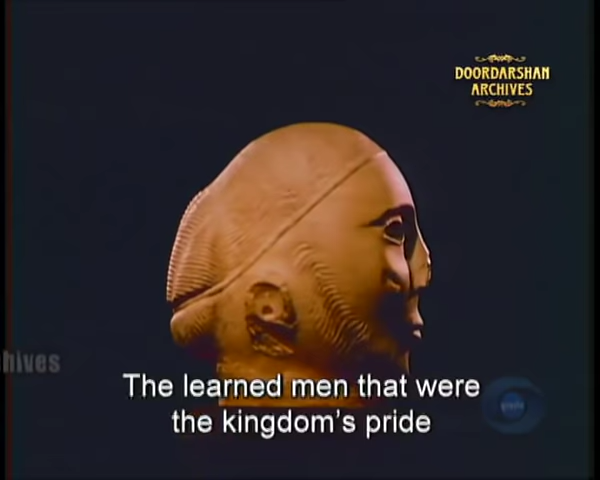 DOORDARSHAN
ARCHIVES
hives
The learned men that were
the kingdom's pride